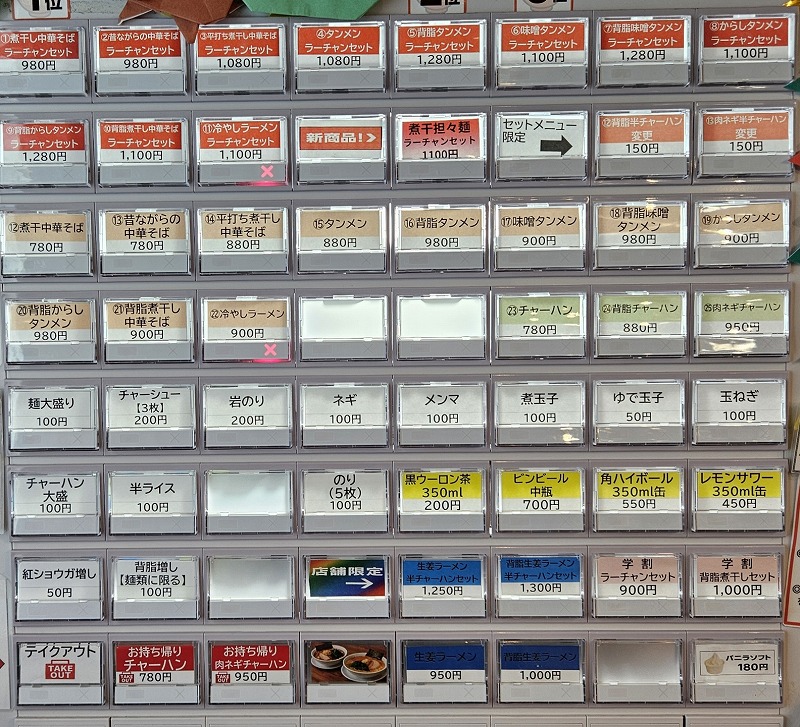 位
位
①煮干し中華そば
ラーチャンセット
980円
②昔ながらの中華そば
ラーチャンセット
980円
③平打ち煮干し中華そば
ラーチャンセット
1,080円
④タンメン
ラーチャンセット
1,080円
⑤背脂タンメン
ラーチャンセット
1,280円
⑥味噌タンメン
ラーチャンセット
1,100円
⑦背脂味噌タンメン
ラーチャンセット
1,280円
⑧からしタンメン
ラーチャンセット
1,100円
⑨背脂からしタンメン
ラーチャンセット
1,280円
⑩背脂煮干し中華そば
ラーチャンセット
1,100円
⑪冷やしラーメン
ラーチャンセット
1,100円
新商品!>
煮干担々麺
ラーチャンセット
1100円
セットメニュー
限定
⑫背脂半チャーハン
変更
150円
⑬肉ネギ半チャーハン
変更
150円
⑫煮干中華そば
780円
⑬昔ながらの
中華そば
780円
⑭平打ち煮干し
中華そば
880円
⑮タンメン
880円
⑯背脂タンメン
980円
⑰味噌タンメン
900円
⑱背脂味噌
タンメン
980円
⑲からしタンメン
900円
⑳背脂からし
タンメン
980円
㉑背脂煮干し
中華そば
900円
㉒冷やしラーメン
900円
㉓チャーハン
780円
㉔背脂チャーハン
880円
㉕肉ネギチャーハン
950円
麺大盛り
100円
チャーシュー
【3枚】
200円
岩のり
200円
ネギ
100円
メンマ
100円
煮玉子
100円
ゆで玉子
50円
玉ねぎ
100円
チャーハン
大盛
100円
半ライス
100円
のり
(5枚)
100円
黒ウーロン茶
350ml
200円
ビンビール
中瓶
700円
角ハイボール
350ml缶
550円
レモンサワー
350ml缶
450円
紅ショウガ増し
50円
背脂増し
【麺類に限る】
100円
店舗限定
生姜ラーメン
半チャーハンセット
1,250円
背脂生姜ラーメン
半チャーハンセット
1,300円
学 割
ラーチャンセット
900円
学 割
背脂煮干しセット
1,000円
テイクアウト
TAKE
OUT
お持ち帰り
チャーハン
TAKE
OUT
780円
お持ち帰り
肉ネギチャーハン
TAKE
OUT
950円
生姜ラーメン
950円
背脂生姜ラーメン
1,000円
バニラソフト
180円